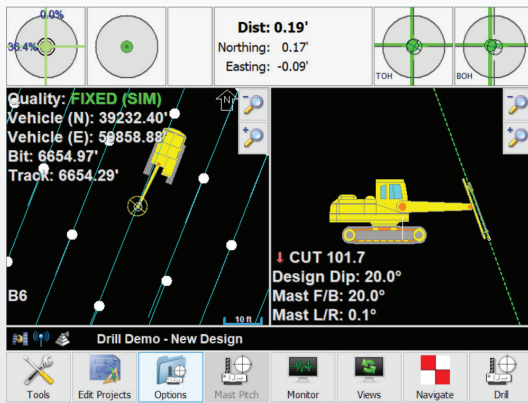 0.0%
36.4%
Dist: 0.19'
Northing: 0.17'
Easting: -0.09'
TOH
BOH
Quality: FIXED (SIM)
Vehicle (N): 39232.40'
Vehicle (E): 59858.88'
Bit: 6654.97'
Track: 6654.29'
N
B6
10 ft
CUT 101.7
Design Dip: 20.0°
Mast F/B: 20.0°
Mast L/R: 0.1°
Drill Demo - New Design
Tools
Edit Projects
Options
Mast Pitch
Monitor
Views
Navigate
Drill